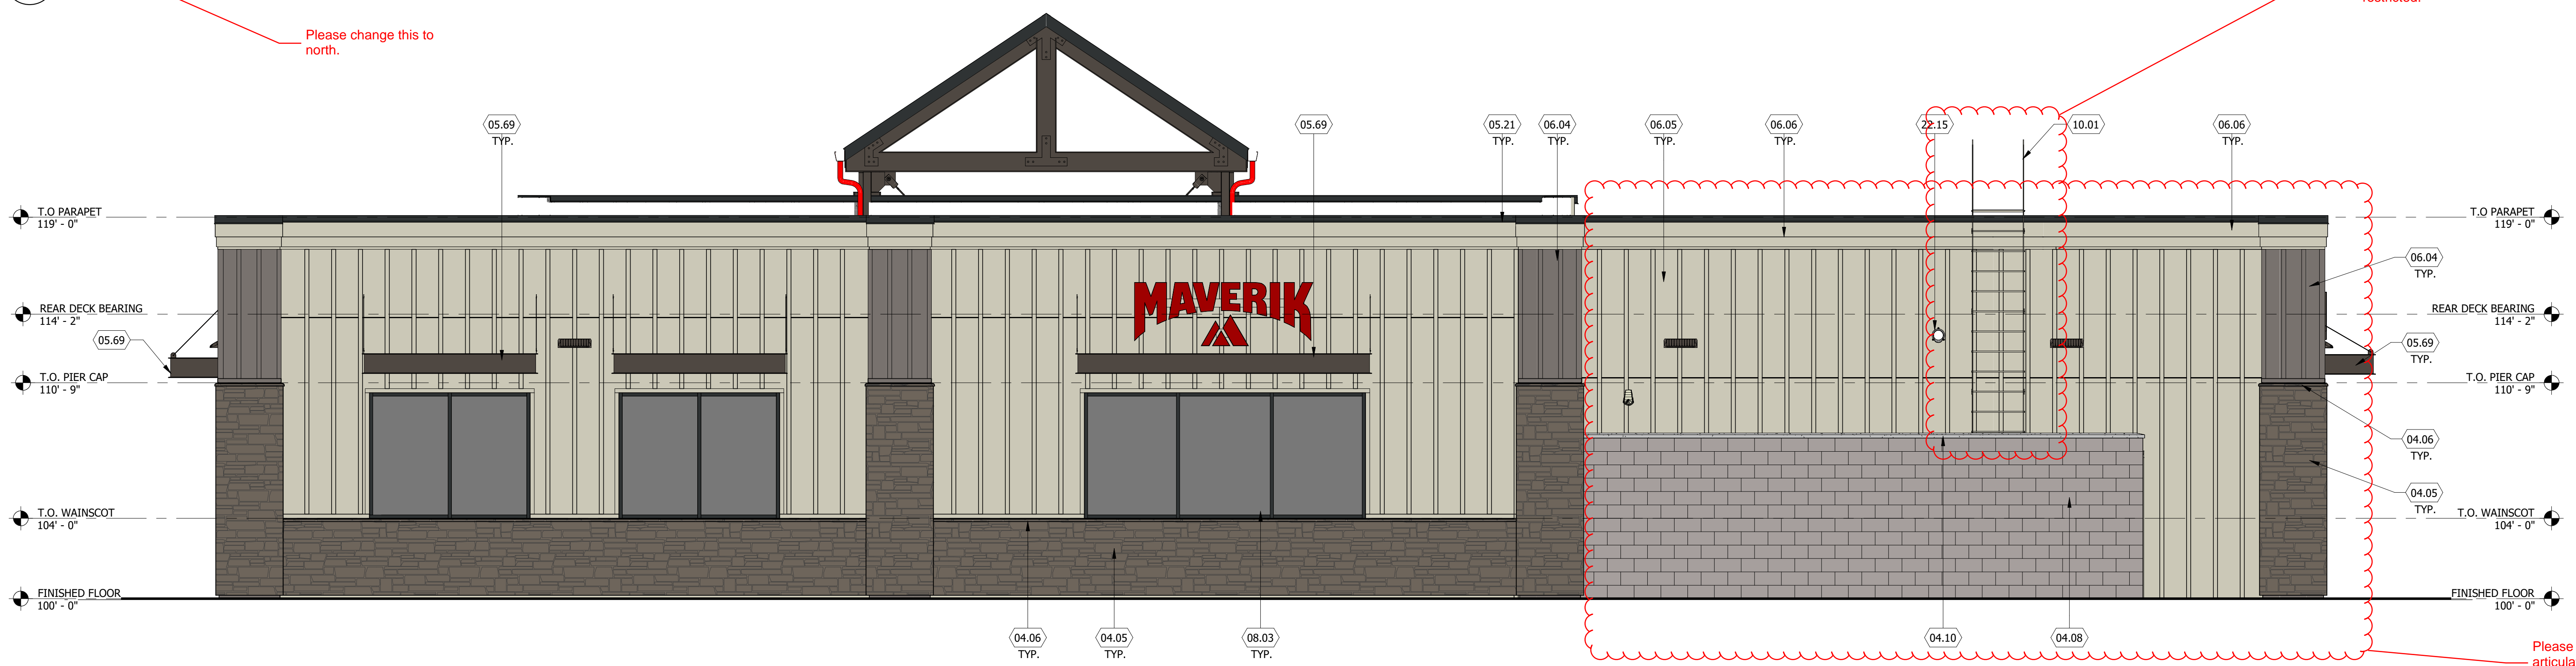 restricted.
Please change this to
north.
05.69
TYP.
05.69
05.21
TYP.
06.04
TYP.
06.05
TYP.
06.06
TYP.
22.15
10.01
06.06
TYP.
T.O PARAPET
119' - 0"
T.O PARAPET
119' - 0"
06.04
TYP.
REAR DECK BEARING
114' - 2"
MAVERIK
REAR DECK BEARING
114' - 2"
05.69
05.69
TYP.
T.O. PIER CAP
110' - 9"
T.O. PIER CAP
110' - 9"
04.06
TYP.
04.05
TYP.
T.O. WAINSCOT
104' - 0"
T.O. WAINSCOT
104' - 0"
FINISHED FLOOR
100' - 0"
FINISHED FLOOR
100' - 0"
04.06
TYP.
04.05
TYP.
08.03
TYP.
04.10
04.08
Please
articula